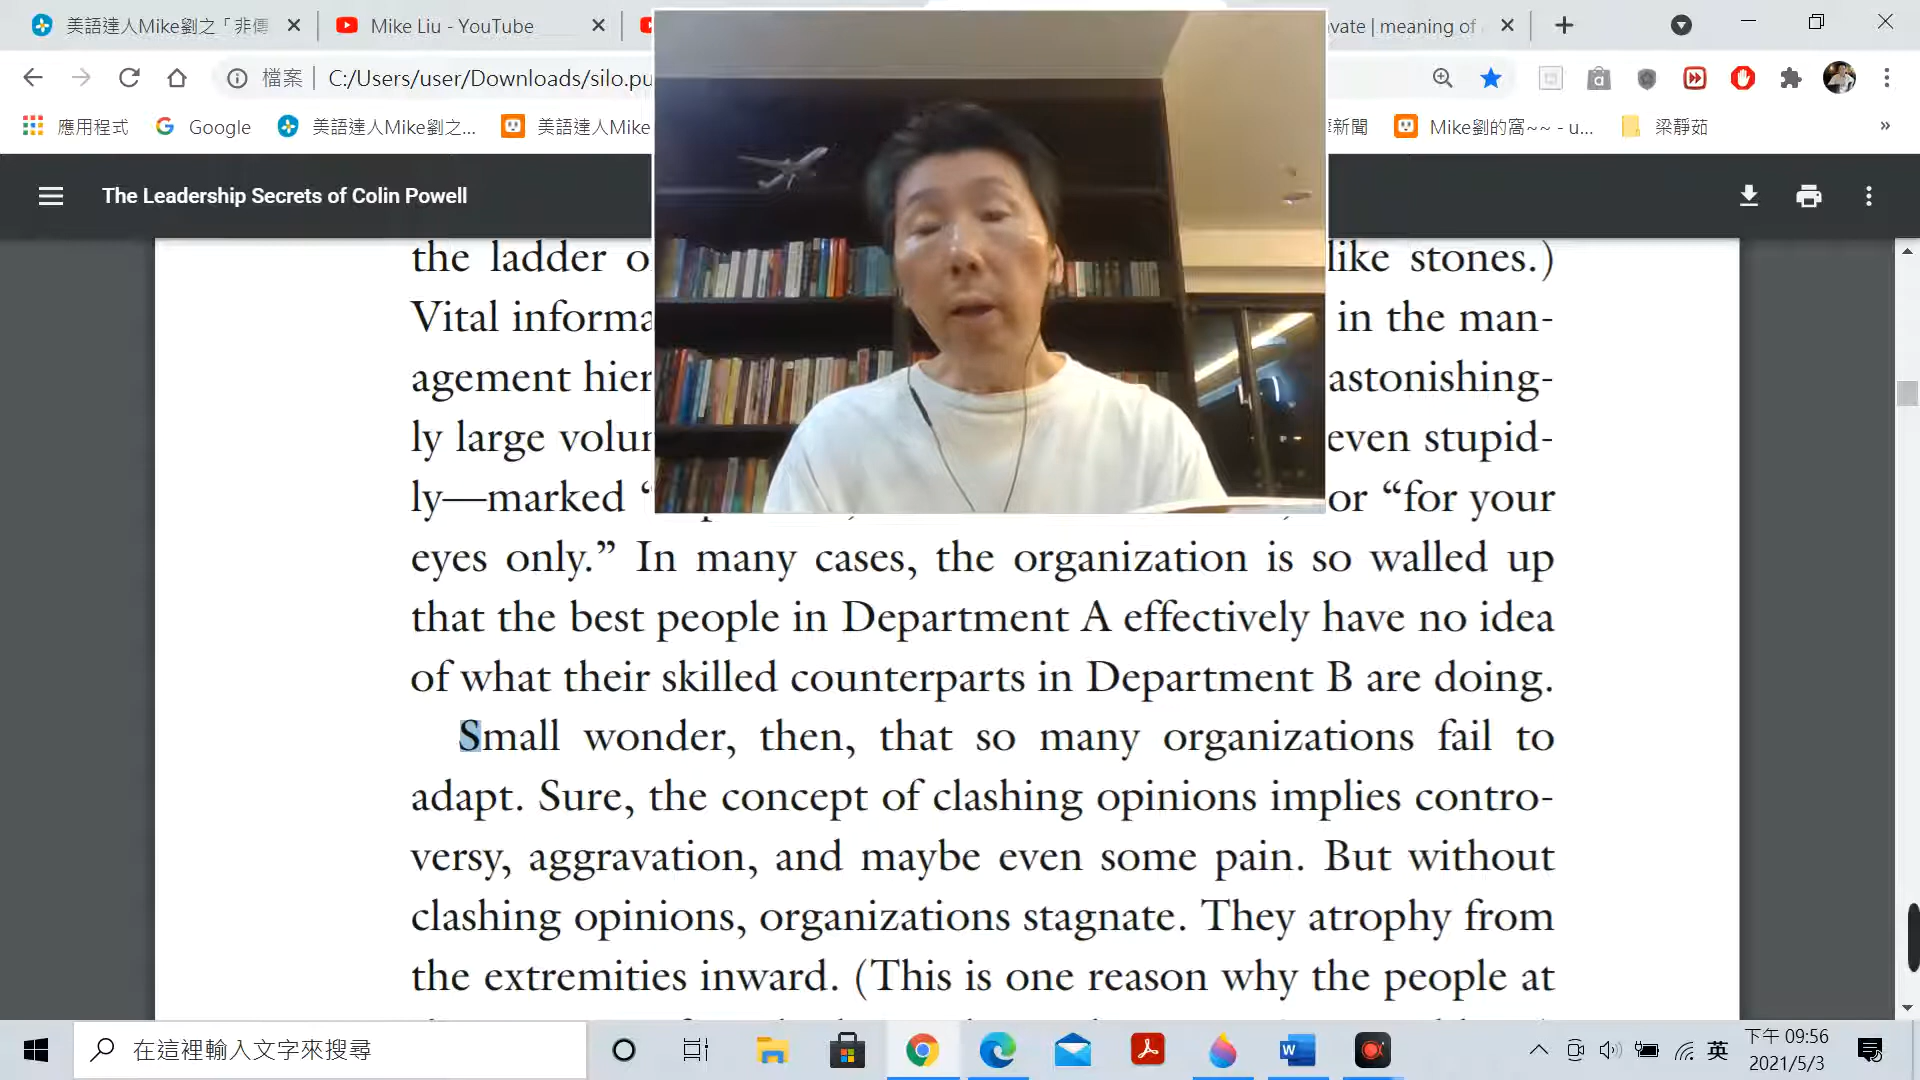 美語達人Mike劉之「非傳
Mike Liu - YouTube
vate | meaning of
檔案
C:/Users/user/Downloads/silo.pu
應用程式
Google
美語達人Mike劉之...
美語達人Mike
新聞
Mike劉的窩~~ - u...
梁靜茹
The Leadership Secrets of Colin Powell
the ladder o like stones.)
Vital informa in the man-
agement hier astonishing-
ly large volu even stupid-
ly—marked “ or “for your
eyes only.” In many cases, the organization is so walled up
that the best people in Department A effectively have no idea
of what their skilled counterparts in Department B are doing.
Small wonder, then, that so many organizations fail to
adapt. Sure, the concept of clashing opinions implies contro-
versy, aggravation, and maybe even some pain. But without
clashing opinions, organizations stagnate. They atrophy from
the extremities inward. (This is one reason why the people at
在這裡輸入文字來搜尋
英
下午 09:56
2021/5/3